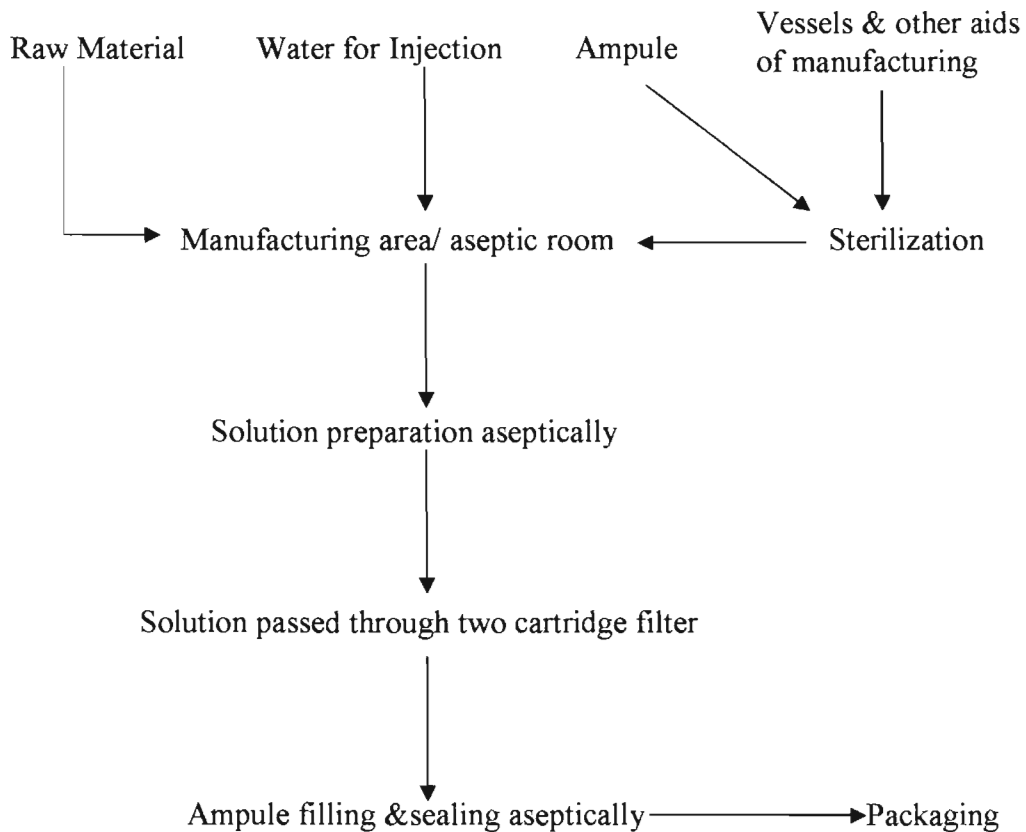 Raw Material
Water for Injection
Ampule
Vessels & other aids
of manufacturing
Manufacturing area/ aseptic room
Sterilization
Solution preparation aseptically
Solution passed through two cartridge filter
Ampule filling &sealing aseptically
Packaging